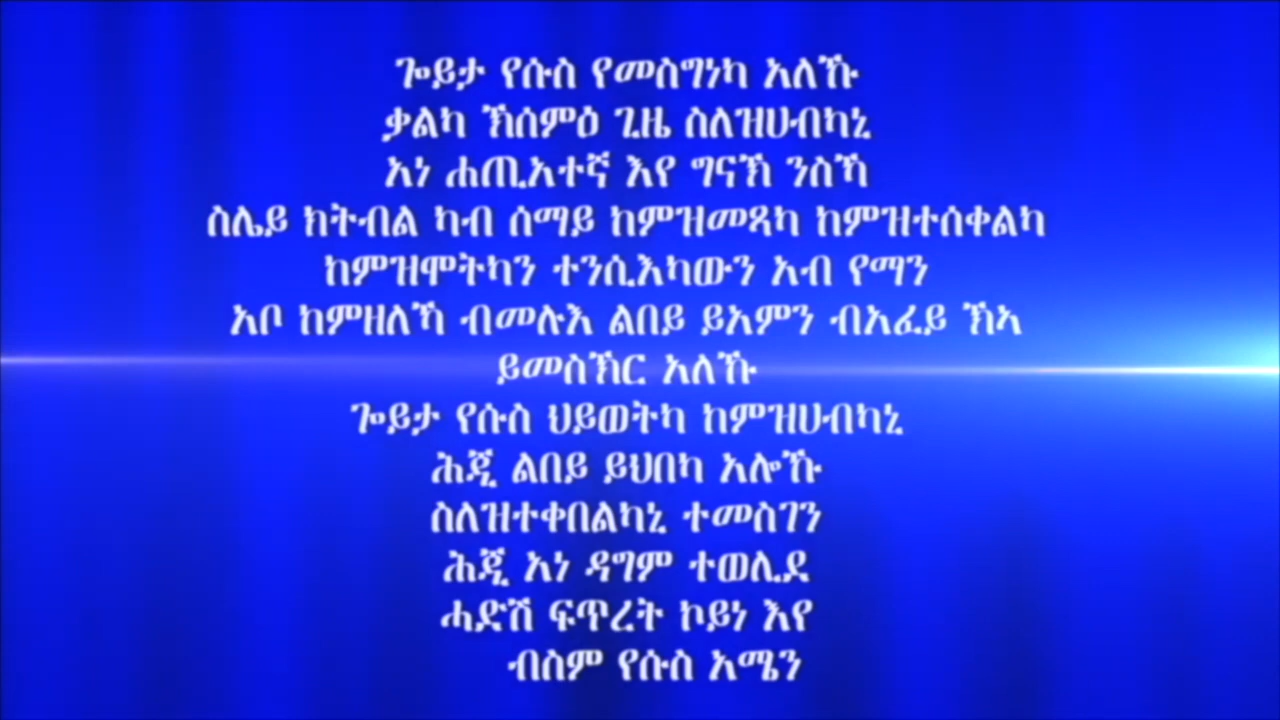 ጐይታ የሱስ የመስግነካ አለኹ
ቃልካ ኽሰምዕ ጊዜ ስለዝሀብካኒ
አነ ሐጢአተኛ እየ ግናኽ ንስኻ
ስሌይ ክትብል ካብ ሰማይ ከምዝመጻካ ከምዝተሰቀልካ
ከምዝሞትካን ተንሲእካውን አብ የማን
አቦ ከምዘለኻ ብመሉእ ልበይ ይአምን ብአፈይ ኽኣ
ይመስኽር አለኹ
ጐይታ የሱስ ህይወትካ ከምዝሀብካኒ
ሕጂ ልበይ ይህበካ አሎኹ
ስለዝተቀበልካኒ ተመስገን
ሕጂ አነ ዳግም ተወሊደ
ሓድሽ ፍጥረት ኮይነ እየ
ብስም የሱስ አሜን